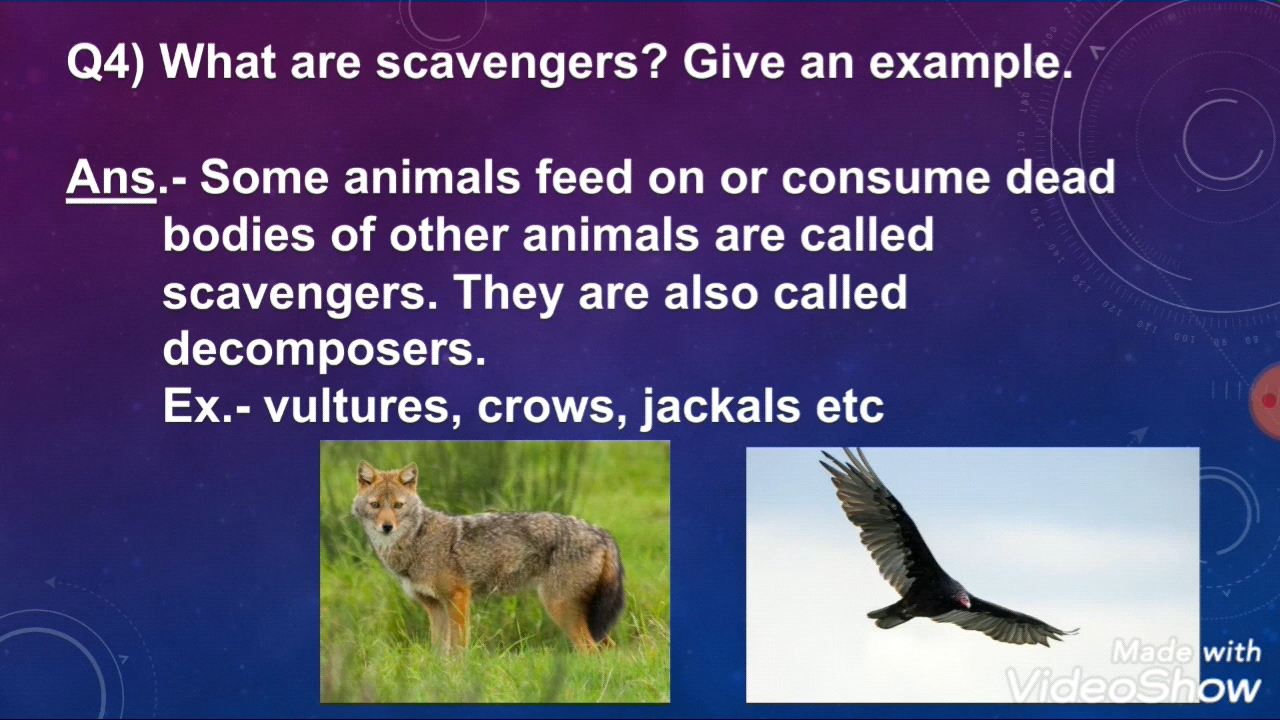 Q4) What are scavengers? Give an example.
Ans.- Some animals feed on or consume dead
bodies of other animals are called
scavengers. They are also called
decomposers.
Ex.- vultures, crows, jackals etc
Made with
VideoShow